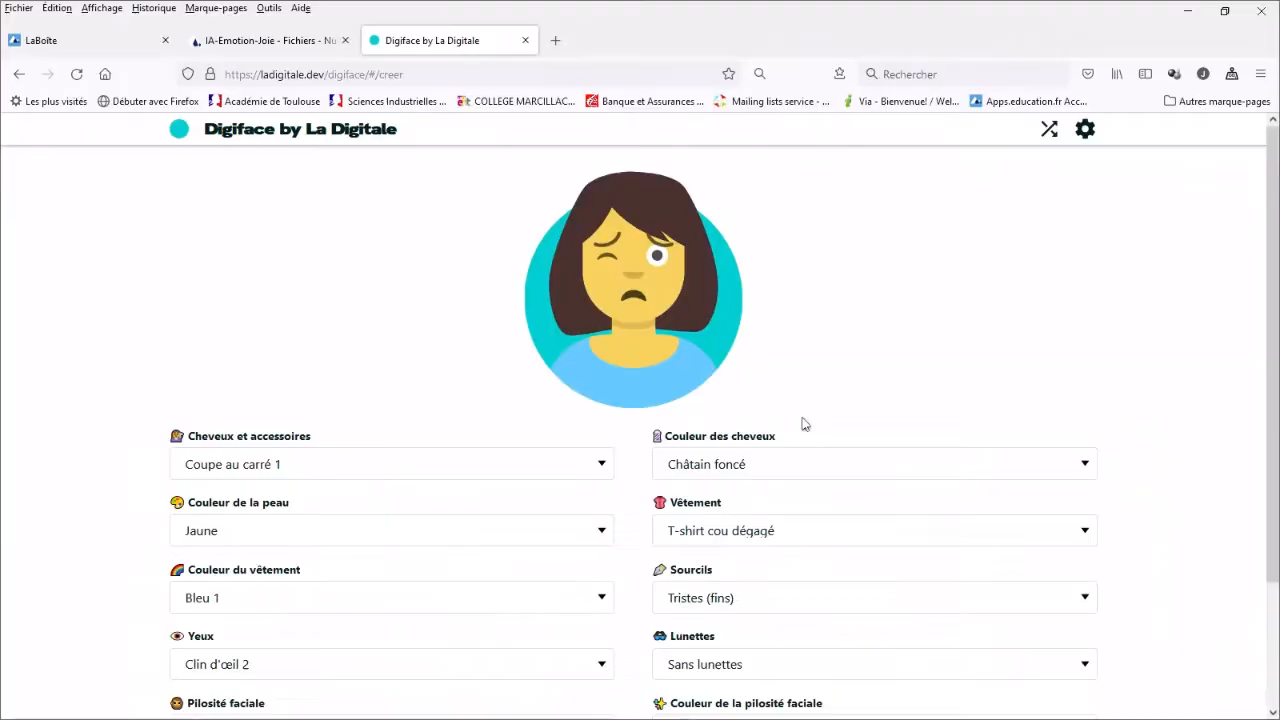 Fichier Édition Affichage Historique Marque-pages Outils Aide
LaBoîte
IA-Emotion-Joie - Fichiers - Nu
Digiface by La Digitale
https://ladigitale.dev/digiface/#/creer
Rechercher
Les plus visités
Débuter avec Firefox
Académie de Toulouse
Sciences Industrielles ...
COLLEGE MARCILLAC...
Banque et Assurances ...
Mailing lists service - ...
Via - Bienvenue! / Wel...
Apps.education.fr Acc...
Autres marque-pages
Digiface by La Digitale
Cheveux et accessoires
Coupe au carré 1
Couleur des cheveux
Châtain foncé
Couleur de la peau
Jaune
Vêtement
T-shirt cou dégagé
Couleur du vêtement
Bleu 1
Sourcils
Tristes (fins)
Yeux
Clin d'œil 2
Lunettes
Sans lunettes
Pilosité faciale
Couleur de la pilosité faciale